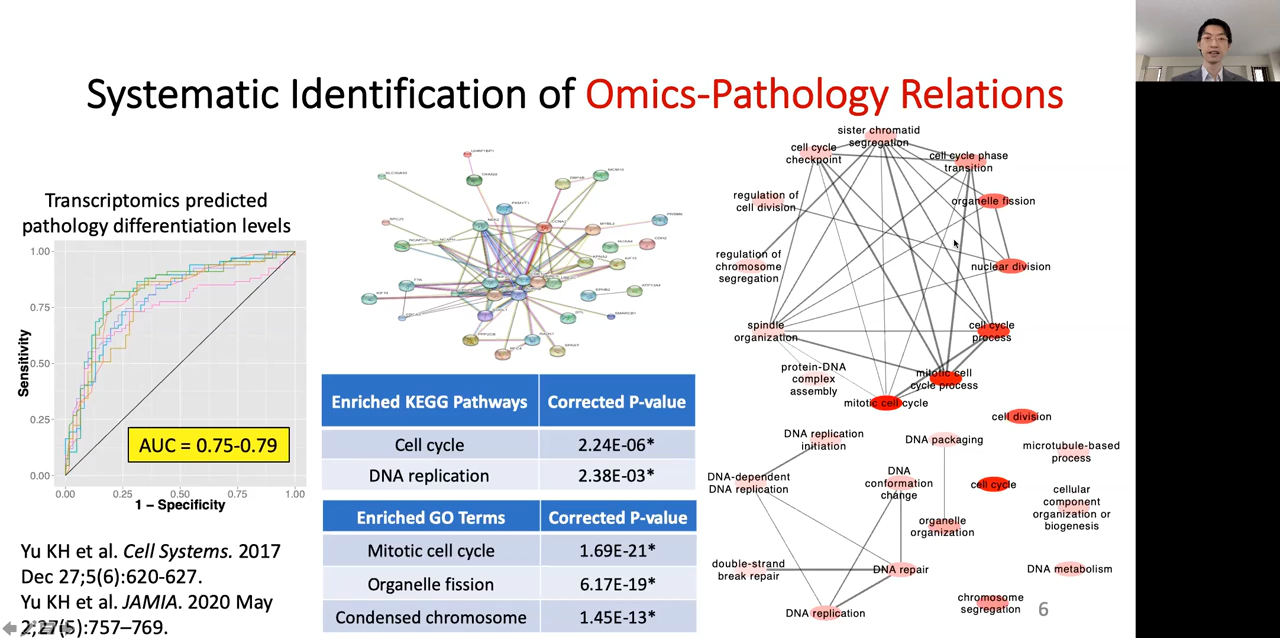 Systematic Identification of Omics-Pathology Relations
Transcriptomics predicted
pathology differentiation levels
1.00
0.75
0.50
0.25
0.00
Sensitivity
AUC = 0.75-0.79
0.00 0.25 0.50 0.75 1.00
1 – Specificity
Yu KH et al. Cell Systems. 2017
Dec 27;5(6):620-627.
Yu KH et al. JAMIA. 2020 May
2;27(5):757–769.
Enriched KEGG Pathways Corrected P-value
Cell cycle 2.24E-06*
DNA replication 2.38E-03*
Enriched GO Terms Corrected P-value
Mitotic cell cycle 1.69E-21*
Organelle fission 6.17E-19*
Condensed chromosome 1.45E-13*
sister chromatid
segregation
cell cycle
checkpoint
cell cycle phase
transition
regulation of
cell division
organelle fission
regulation of
chromosome
segregation
nuclear division
spindle
organization
cell cycle
process
protein-DNA
complex
assembly
mitotic cell
cycle process
mitotic cell cycle
cell division
DNA replication
initiation
DNA packaging
microtubule-based
process
DNA-dependent
DNA replication
DNA
conformation
change
cell cycle
cellular
component
organization or
biogenesis
organelle
organization
double-strand
break repair
DNA repair
DNA metabolism
DNA replication
chromosome
segregation
6